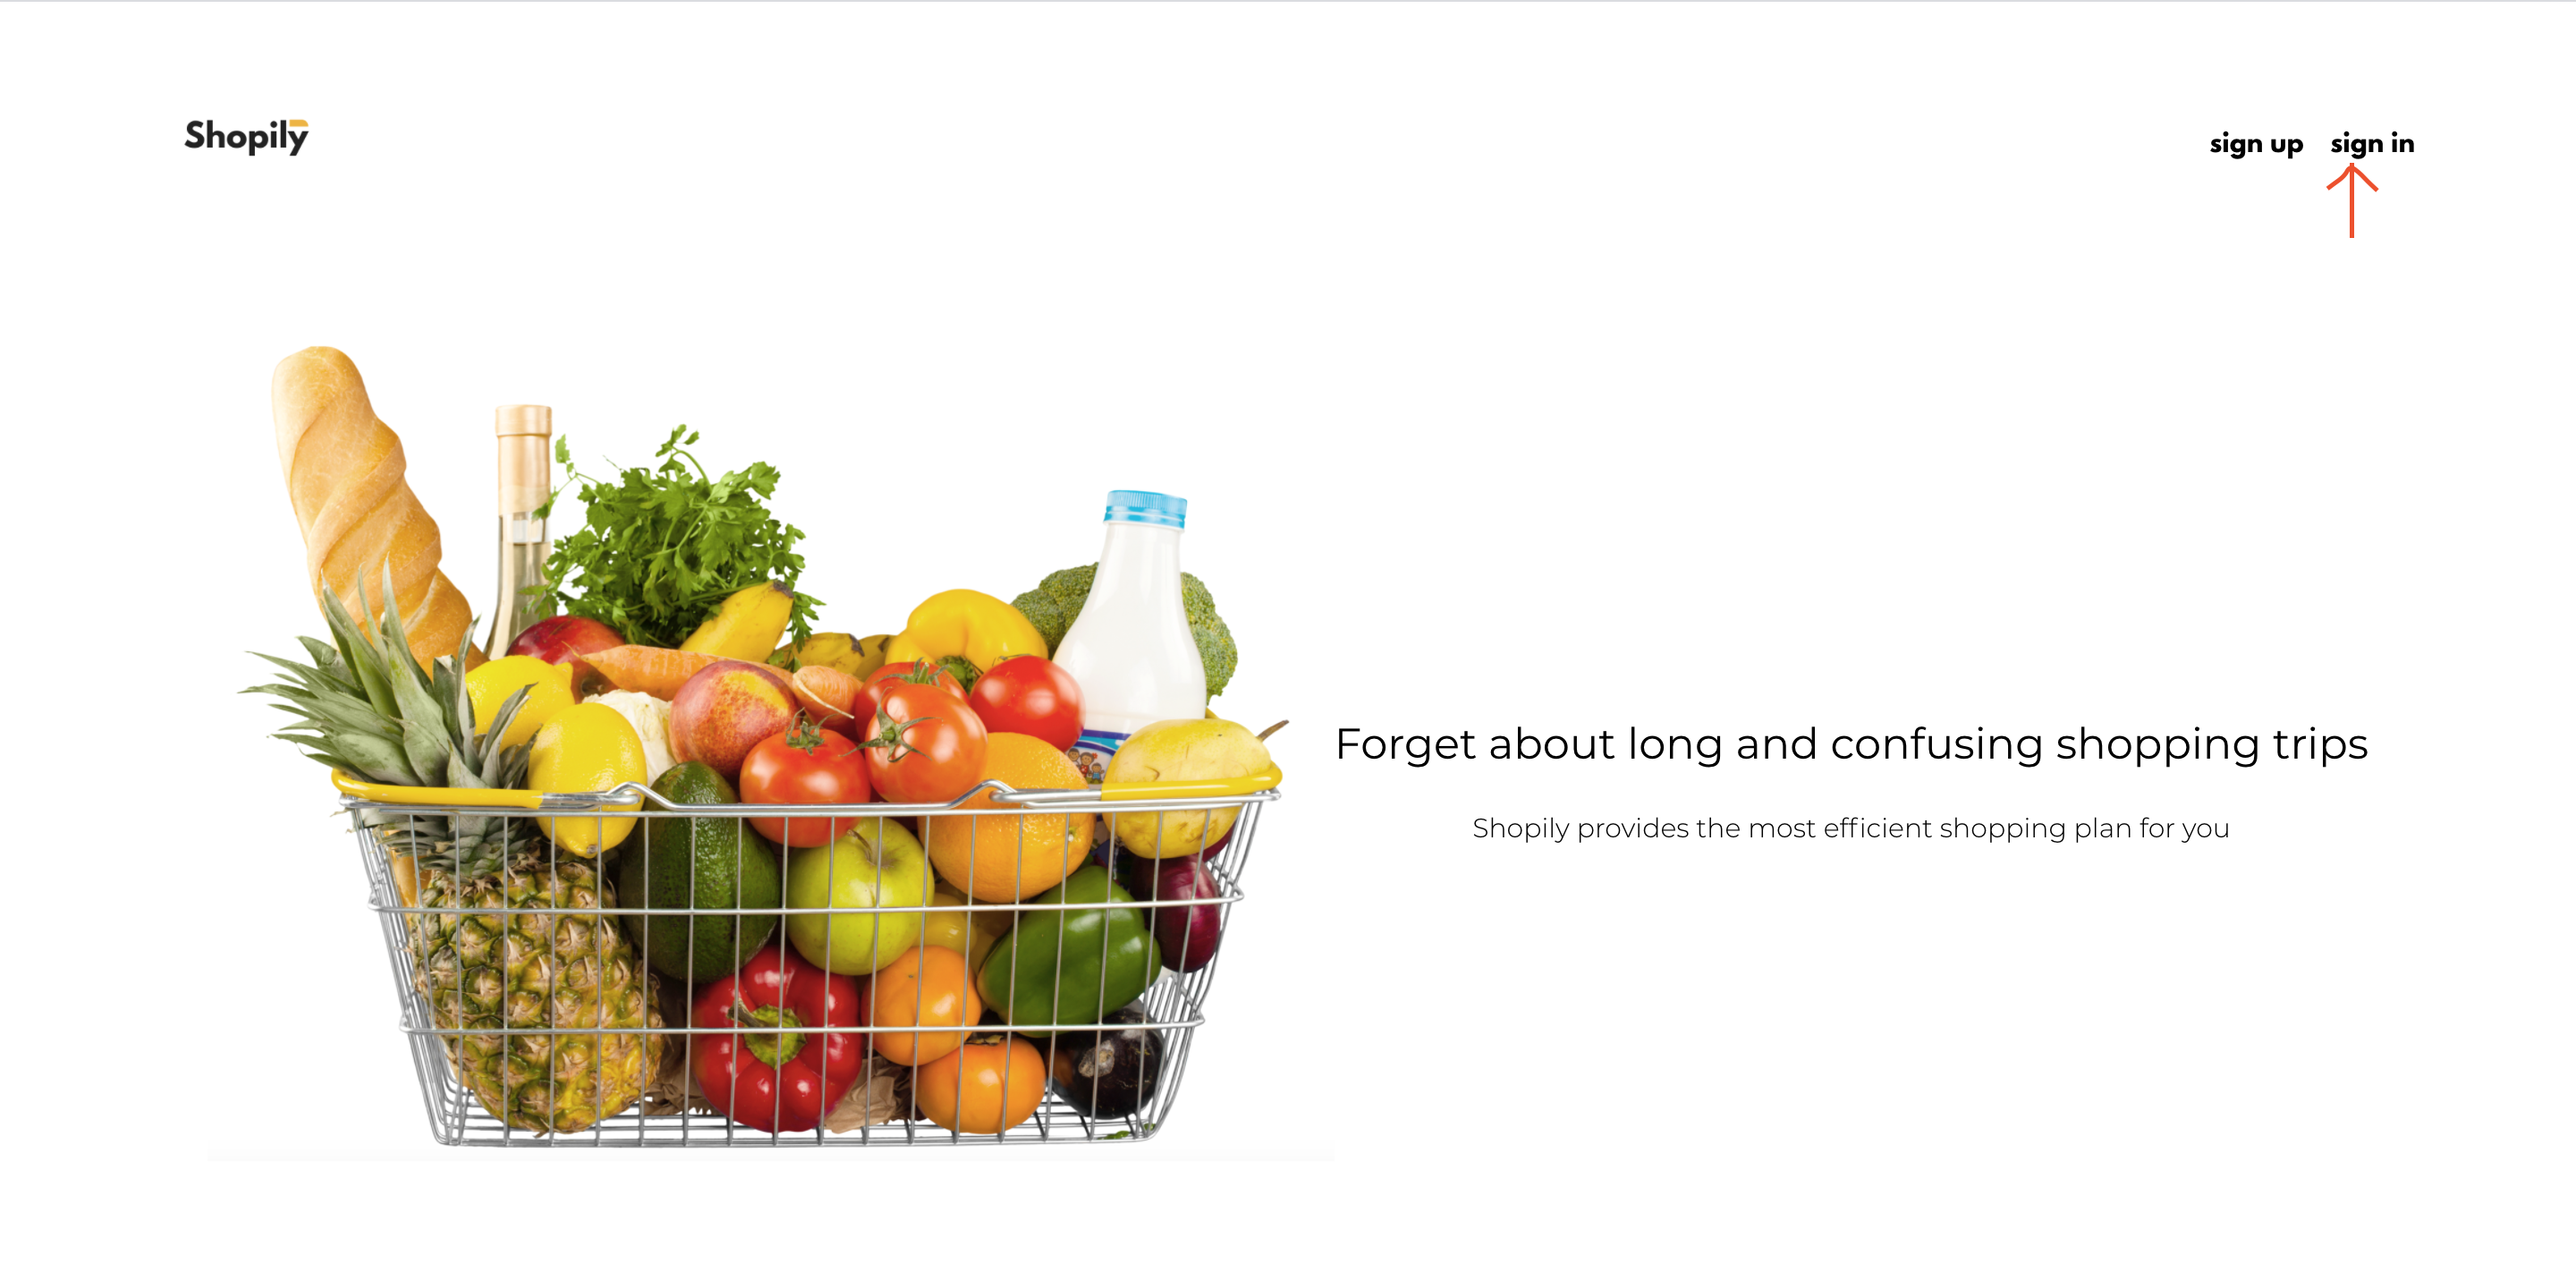 Shopily
sign up sign in
Forget about long and confusing shopping trips
Shopily provides the most efficient shopping plan for you